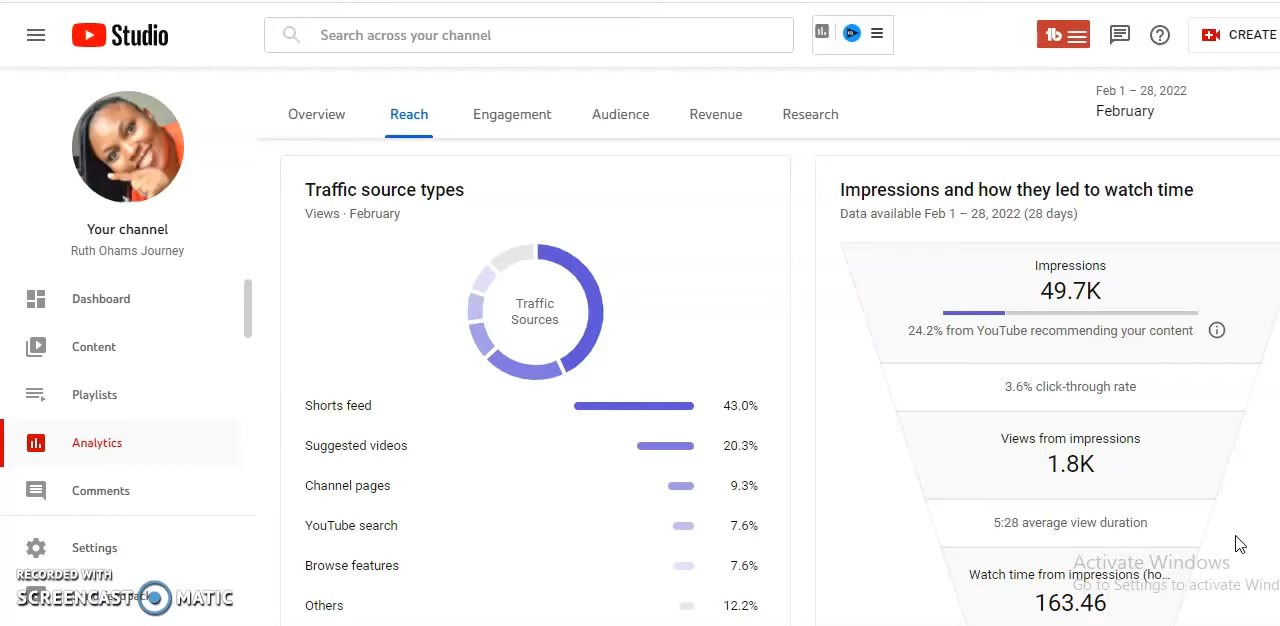 Studio
Search across your channel
CREATE
Feb 1 – 28, 2022
February
Overview
Reach
Engagement
Audience
Revenue
Research
Your channel
Ruth Ohams Journey
Dashboard
Content
Playlists
Analytics
Comments
Settings
RECORDED WITH
SCREENCAST MATIC
Traffic source types
Views · February
Traffic
Sources
Shorts feed 43.0%
Suggested videos 20.3%
Channel pages 9.3%
YouTube search 7.6%
Browse features 7.6%
Others 12.2%
Impressions and how they led to watch time
Data available Feb 1 – 28, 2022 (28 days)
Impressions
49.7K
24.2% from YouTube recommending your content
3.6% click-through rate
Views from impressions
1.8K
5:28 average view duration
Watch time from impressions (ho...
163.46
Activate Windows
Go to Settings to activate Wind